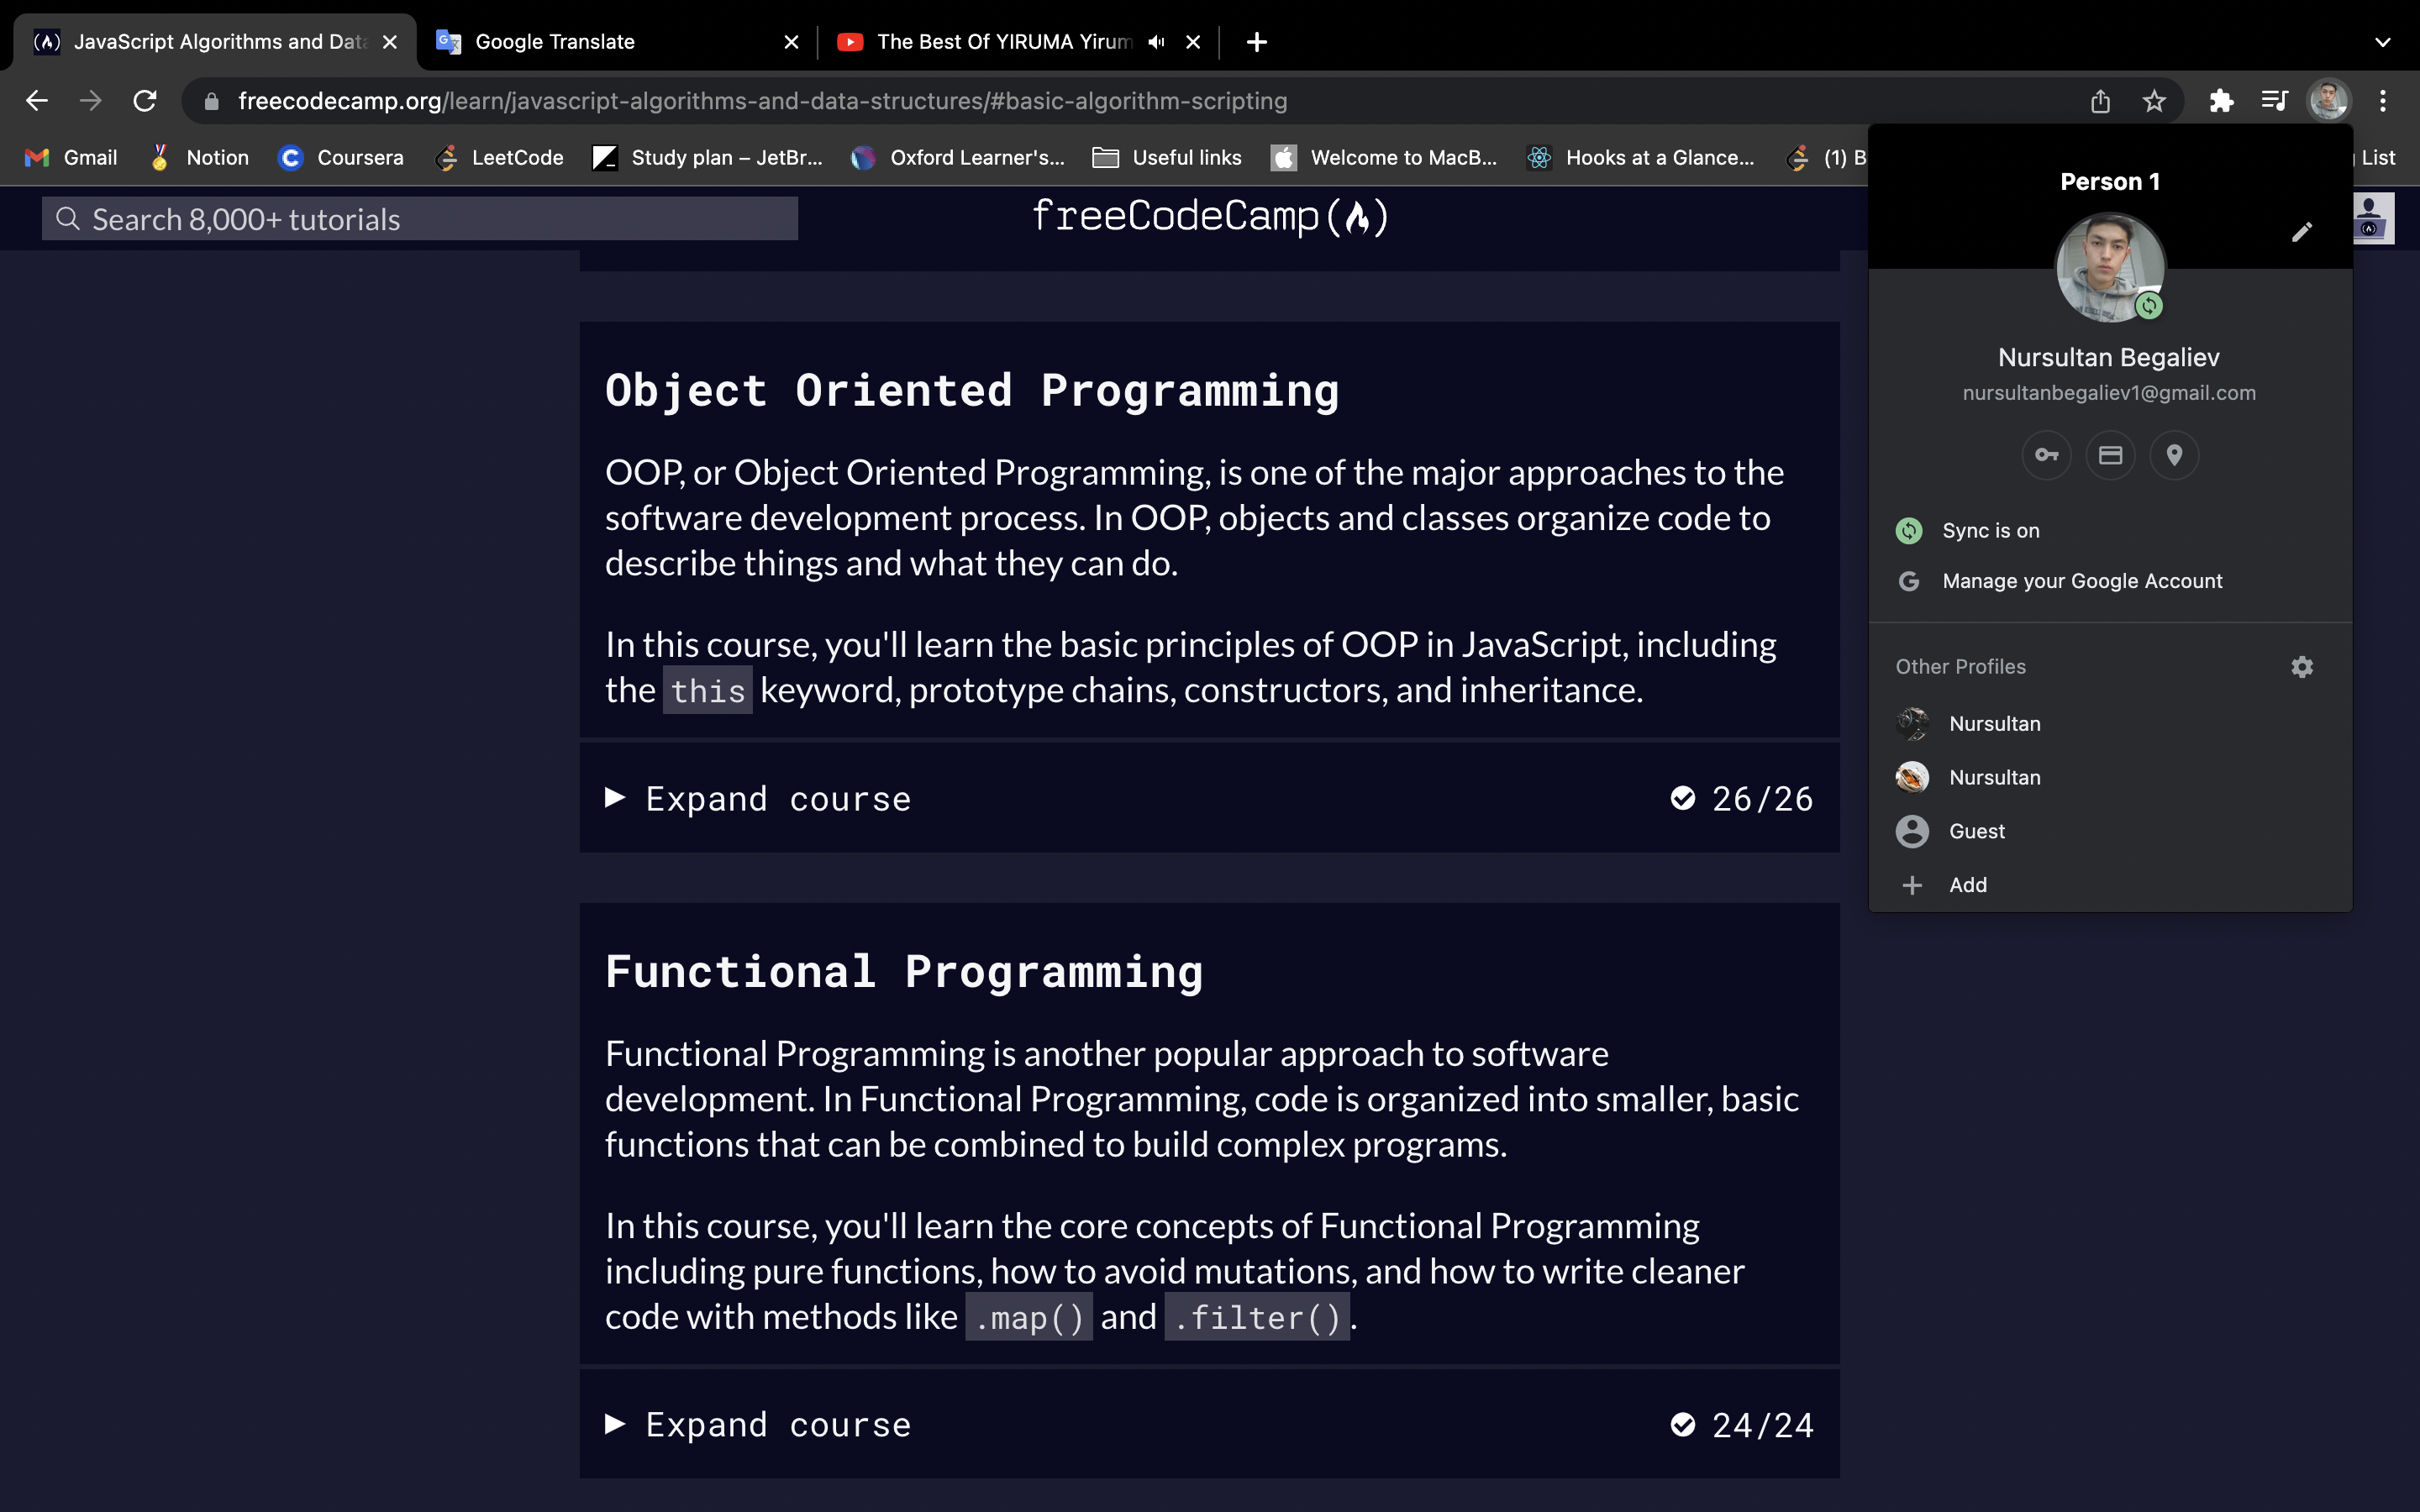 JavaScript Algorithms and Data
Google Translate
The Best Of YIRUMA Yirum
freecodecamp.org/learn/javascript-algorithms-and-data-structures/#basic-algorithm-scripting
Gmail
Notion
Coursera
LeetCode
Study plan – JetBr...
Oxford Learner's...
Useful links
Welcome to MacB...
Hooks at a Glance...
(1) B
List
Search 8,000+ tutorials
freeCodeCamp
Object Oriented Programming
OOP, or Object Oriented Programming, is one of the major approaches to the
software development process. In OOP, objects and classes organize code to
describe things and what they can do.
In this course, you'll learn the basic principles of OOP in JavaScript, including
the this keyword, prototype chains, constructors, and inheritance.
Expand course
26/26
Functional Programming
Functional Programming is another popular approach to software
development. In Functional Programming, code is organized into smaller, basic
functions that can be combined to build complex programs.
In this course, you'll learn the core concepts of Functional Programming
including pure functions, how to avoid mutations, and how to write cleaner
code with methods like .map() and .filter().
Expand course
24/24
Person 1
Nursultan Begaliev
nursultanbegaliev1@gmail.com
Sync is on
Manage your Google Account
Other Profiles
Nursultan
Nursultan
Guest
Add